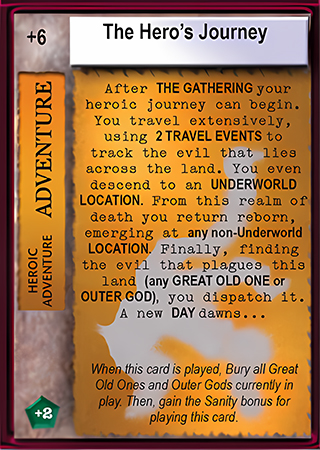 +6
The Hero's Journey
HEROIC
ADVENTURE
ADVENTURE
After THE GATHERING your
heroic journey can begin.
You travel extensively,
using 2 TRAVEL EVENTS to
track the evil that lies
across the land. You even
descend to an UNDERWORLD
LOCATION. From this realm of
death you return reborn,
emerging at any non-Underworld
LOCATION. Finally, finding
the evil that plagues this
land (any GREAT OLD ONE or
OUTER GOD), you dispatch it.
A new DAY dawns...
When this card is played, Bury all Great
Old Ones and Outer Gods currently in
play. Then, gain the Sanity bonus for
playing this card.
+2